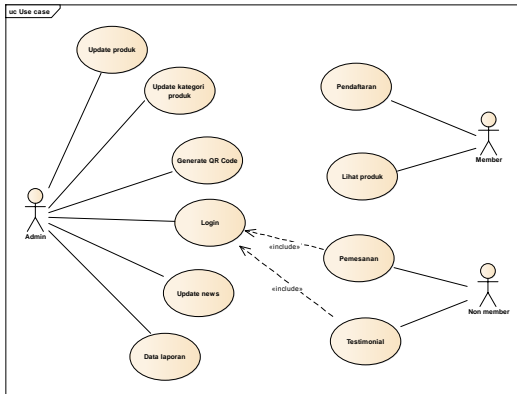 uc Use case
Update produk
Update kategori
produk
Pendaftaran
Generate QR Code
Member
Lihat produk
Admin
Login
«include»
Pemesanan
«include»
Update news
Non member
Testimonial
Data laporan